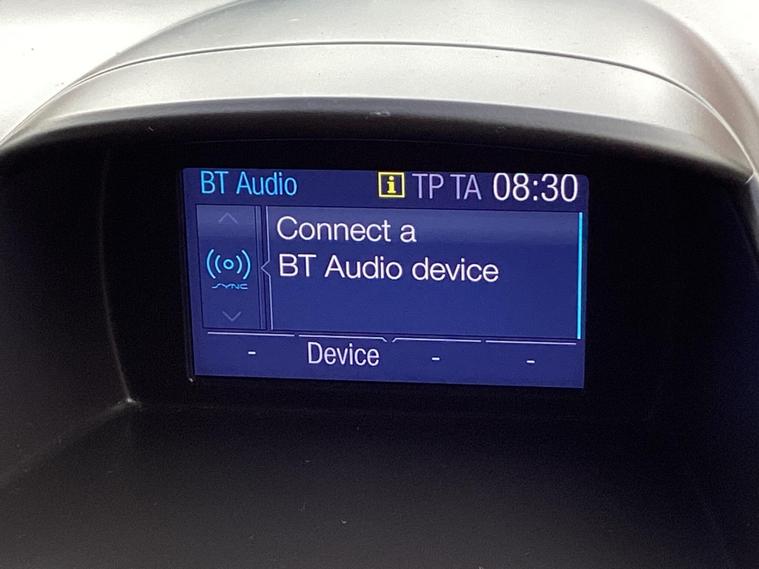 BT Audio i TP TA 08:30
Connect a
BT Audio device
SYNC
- Device - -